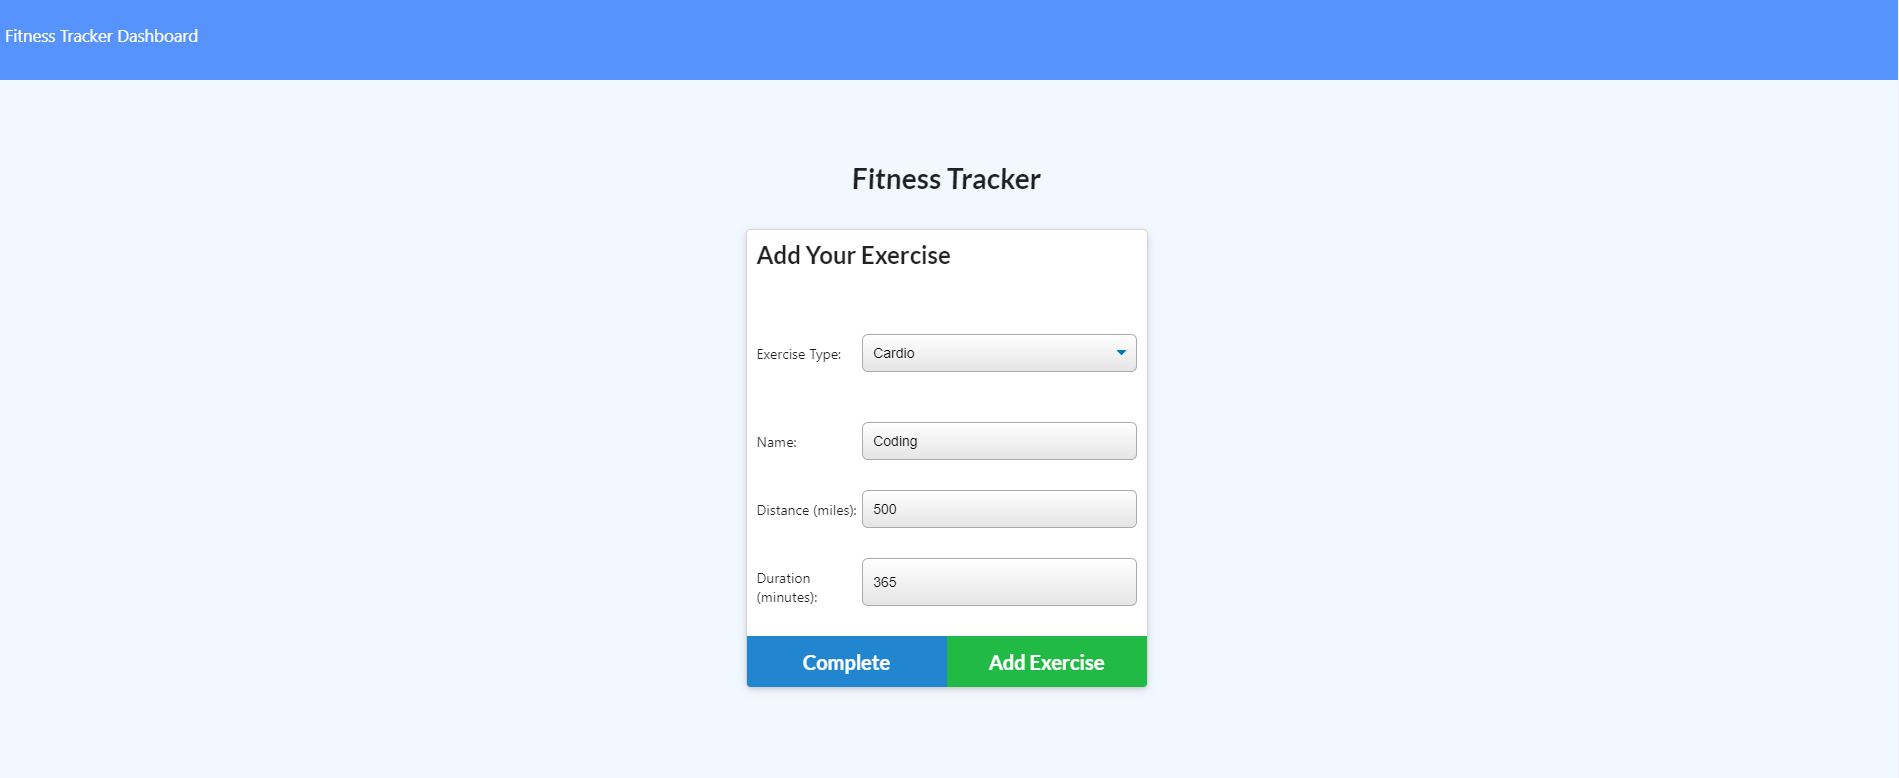 Fitness Tracker Dashboard
Fitness Tracker
Add Your Exercise
Exercise Type: Cardio
Name: Coding
Distance (miles): 500
Duration
(minutes): 365
Complete Add Exercise